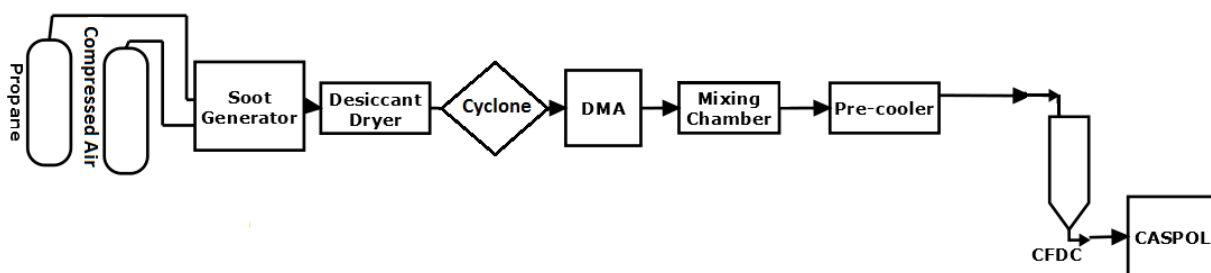 Propane
Compressed Air
Soot
Generator
Desiccant
Dryer
Cyclone
DMA
Mixing
Chamber
Pre-cooler
CFDC
CASPOL